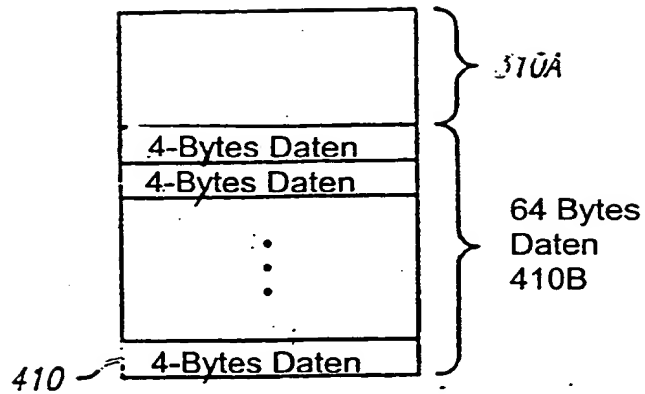 310A
4-Bytes Daten
4-Bytes Daten
64 Bytes
Daten
410B
4-Bytes Daten
410